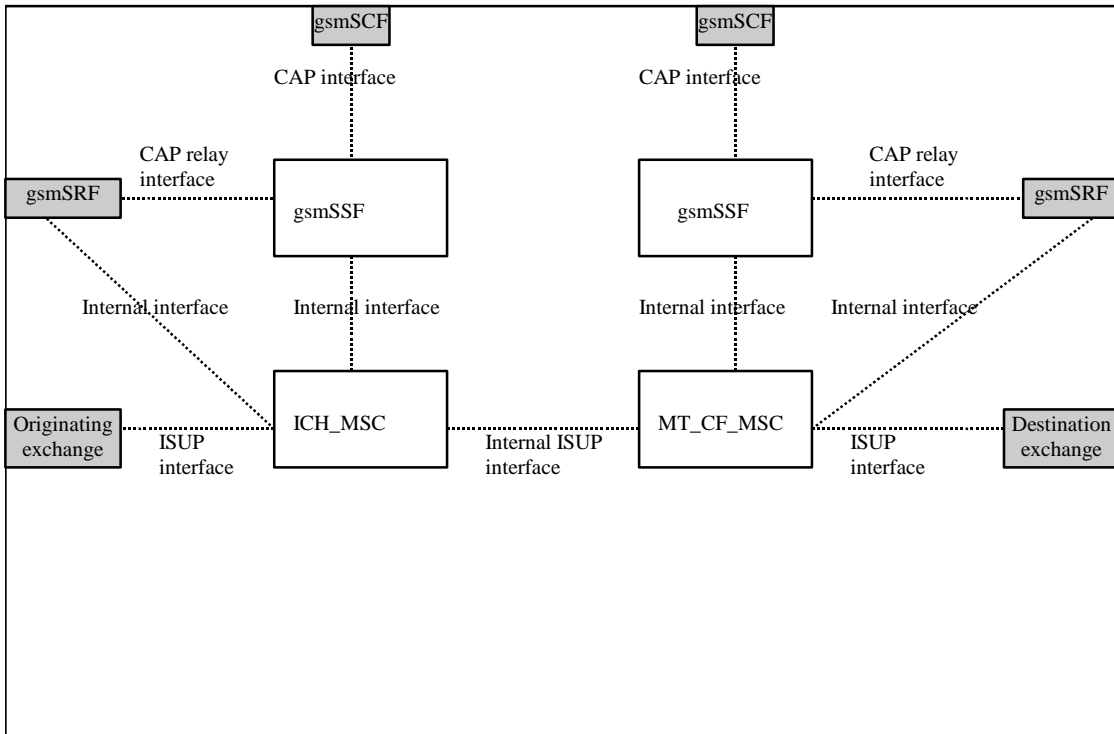 gsmSCF
gsmSCF
CAP interface
CAP interface
CAP relay
interface
CAP relay
interface
gsmSRF
gsmSSF
gsmSSF
gsmSRF
Internal interface
Internal interface
Internal interface
Internal interface
Originating
exchange
ISUP
interface
ICH_MSC
Internal ISUP
interface
MT_CF_MSC
ISUP
interface
Destination
exchange